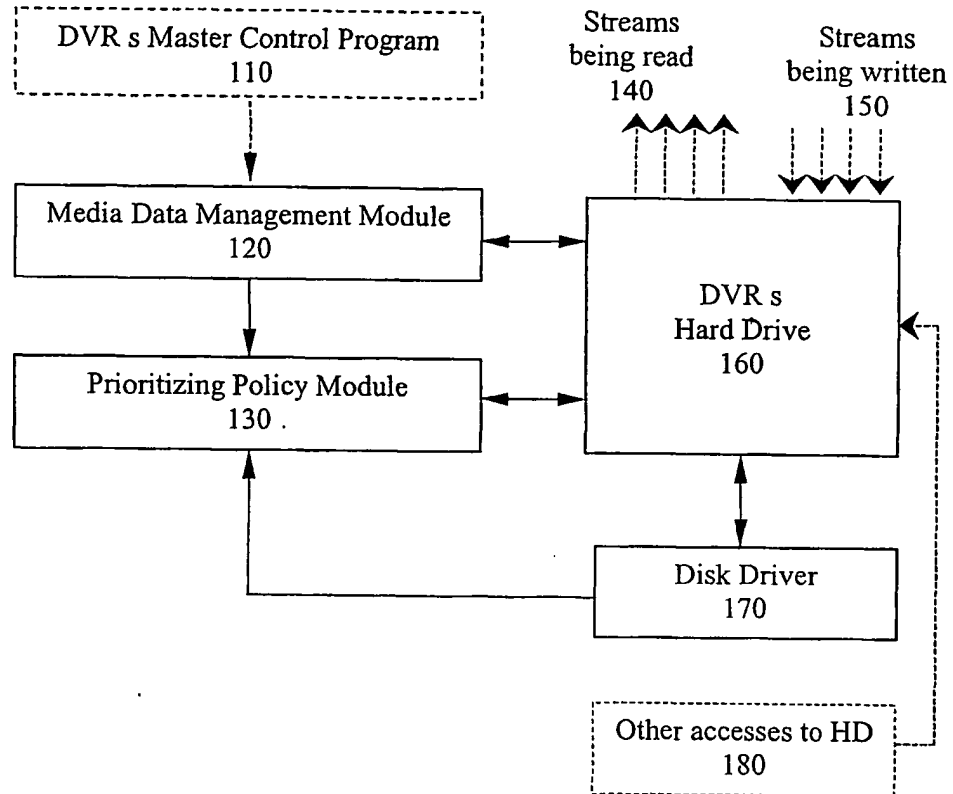 DVR s Master Control Program
110
Streams
being read
140
Streams
being written
150
Media Data Management Module
120
DVR s
Hard Drive
160
Prioritizing Policy Module
130
Disk Driver
170
Other accesses to HD
180